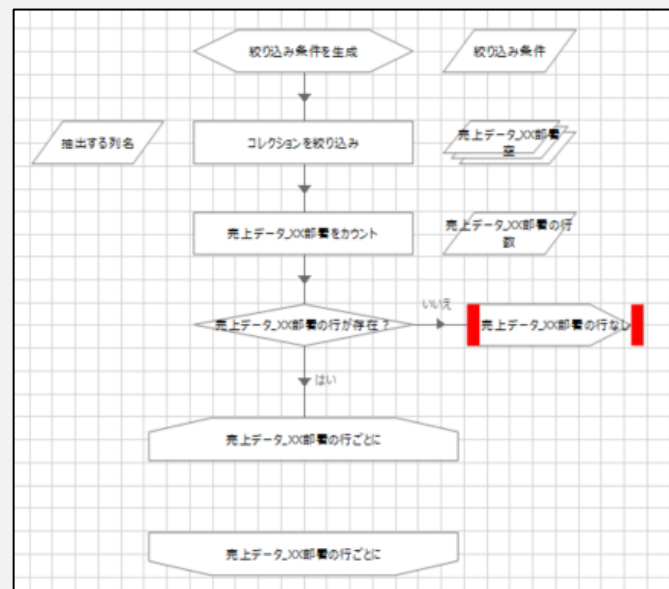 絞り込み条件を生成
絞り込み条件
抽出する列名
コレクションを絞り込み
売上データ_XX部署
空
売上データ_XX部署をカウント
売上データ_XX部署の行
数
売上データ_XX部署の行が存在？
いいえ
売上データ_XX部署の行なし
はい
売上データ_XX部署の行ごとに
売上データ_XX部署の行ごとに